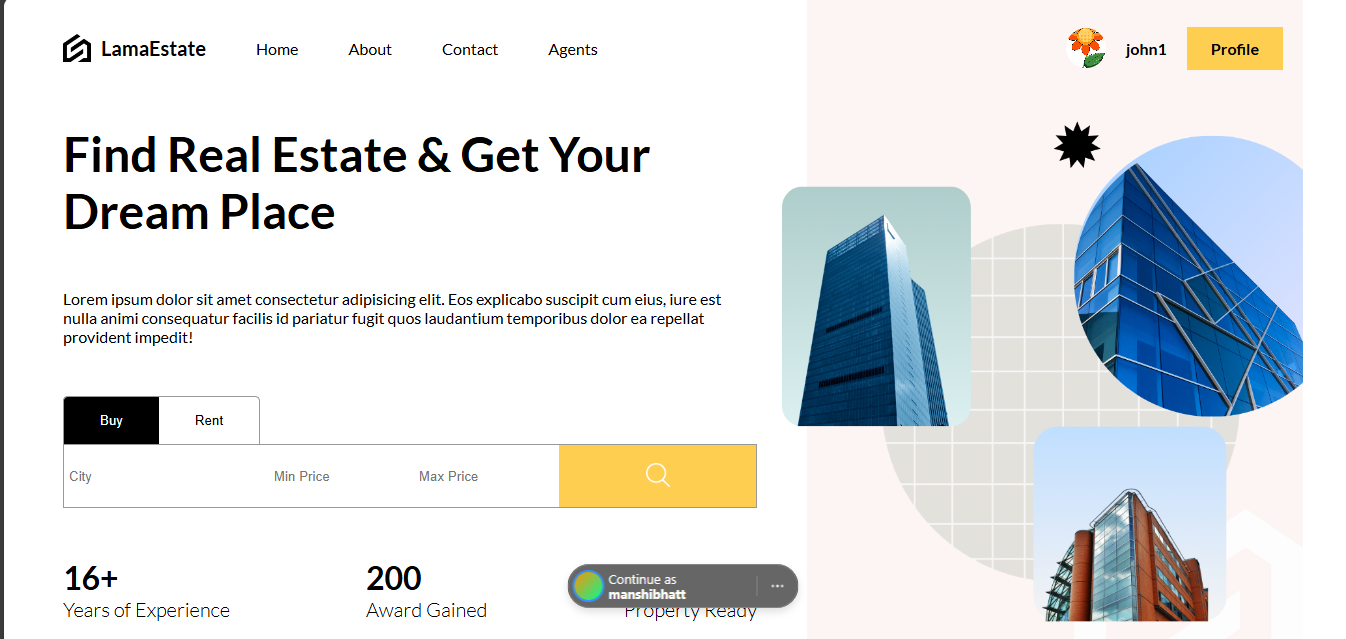 LamaEstate
Home
About
Contact
Agents
john1
Profile
Find Real Estate & Get Your
Dream Place
Lorem ipsum dolor sit amet consectetur adipisicing elit. Eos explicabo suscipit cum eius, iure est
nulla animi consequatur facilis id pariatur fugit quos laudantium temporibus dolor ea repellat
provident impedit!
Buy
Rent
City
Min Price
Max Price
16+
Years of Experience
200
Award Gained
Continue as
manshibhatt
Property Ready